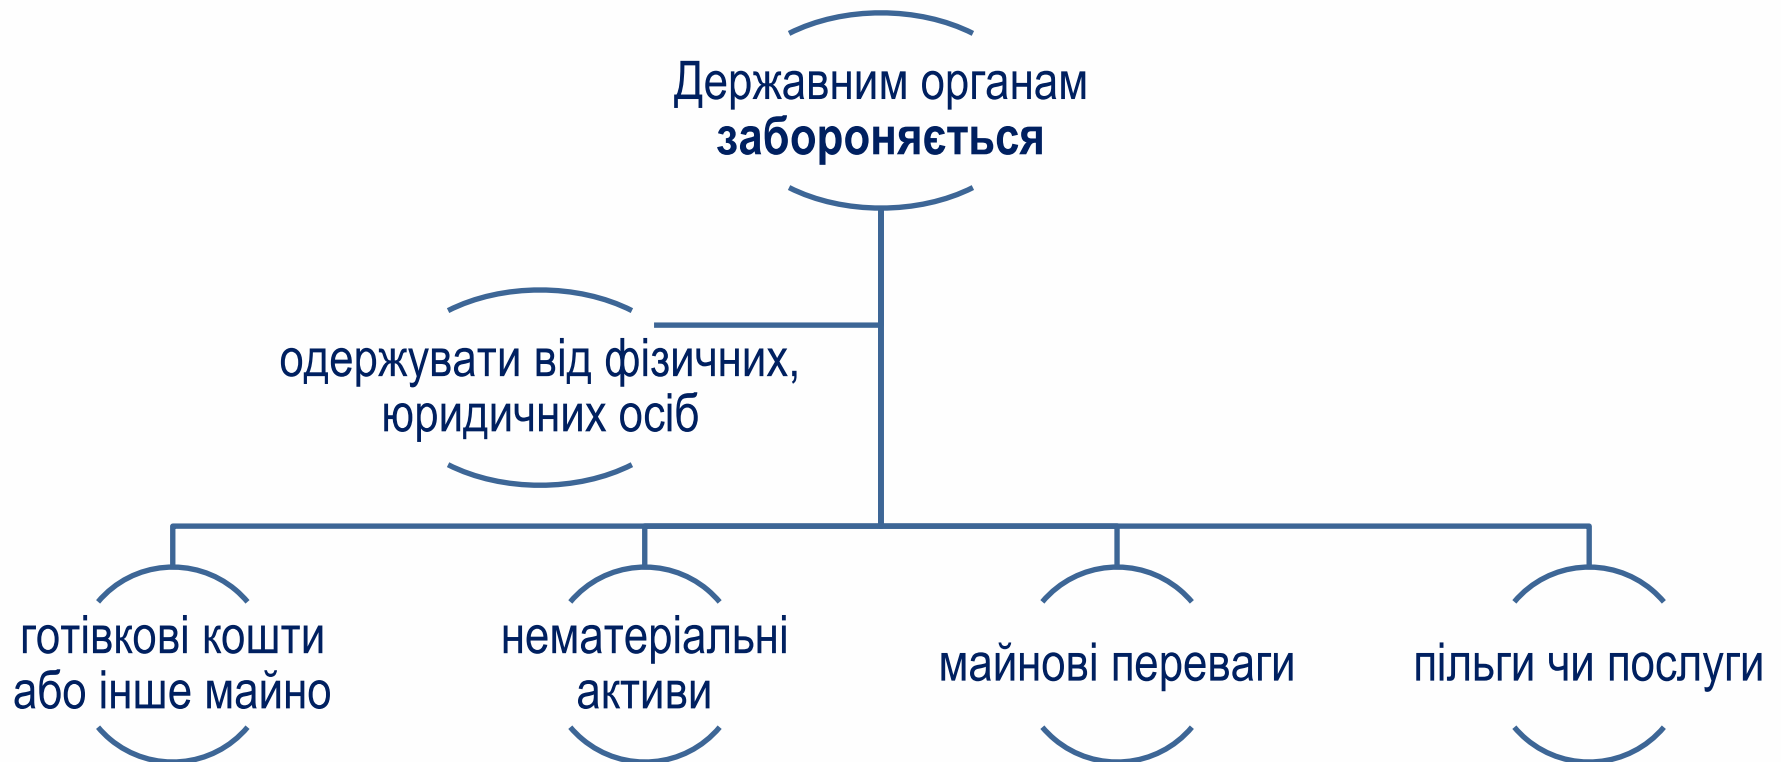 Державним органам
забороняється
одержувати від фізичних,
юридичних осіб
готівкові кошти
або інше майно
нематеріальні
активи
майнові переваги
пільги чи послуги